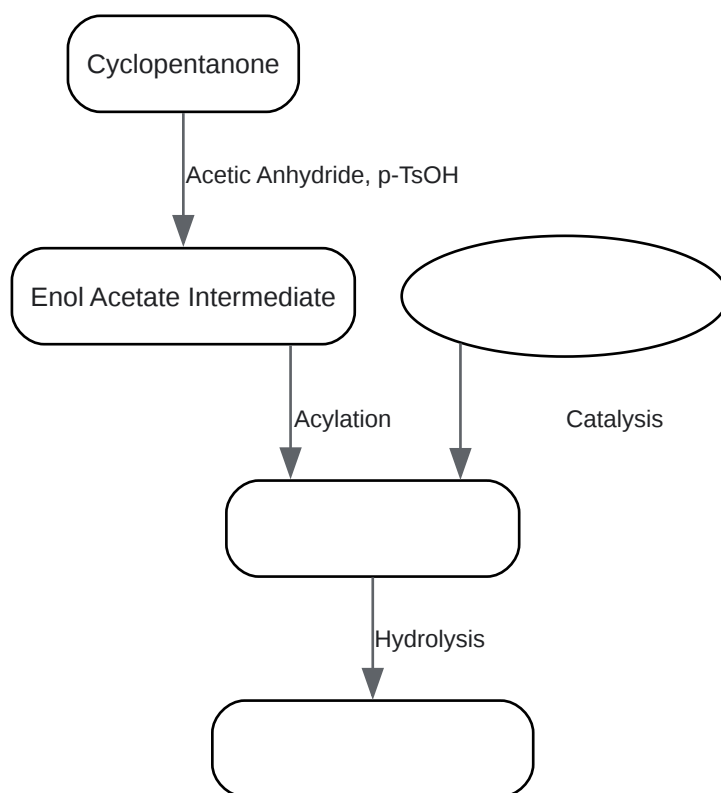 Cyclopentanone
Acetic Anhydride, p-TsOH
Enol Acetate Intermediate
Acylation
Catalysis
Hydrolysis